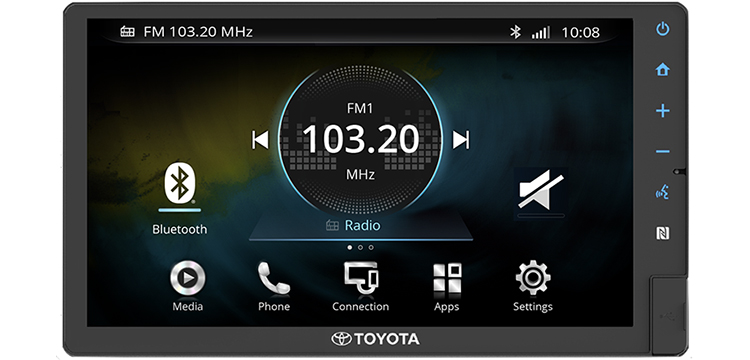 FM 103.20 MHz
10:08
FM1
103.20
MHz
Radio
Bluetooth
Media
Phone
Connection
Apps
Settings
TOYOTA